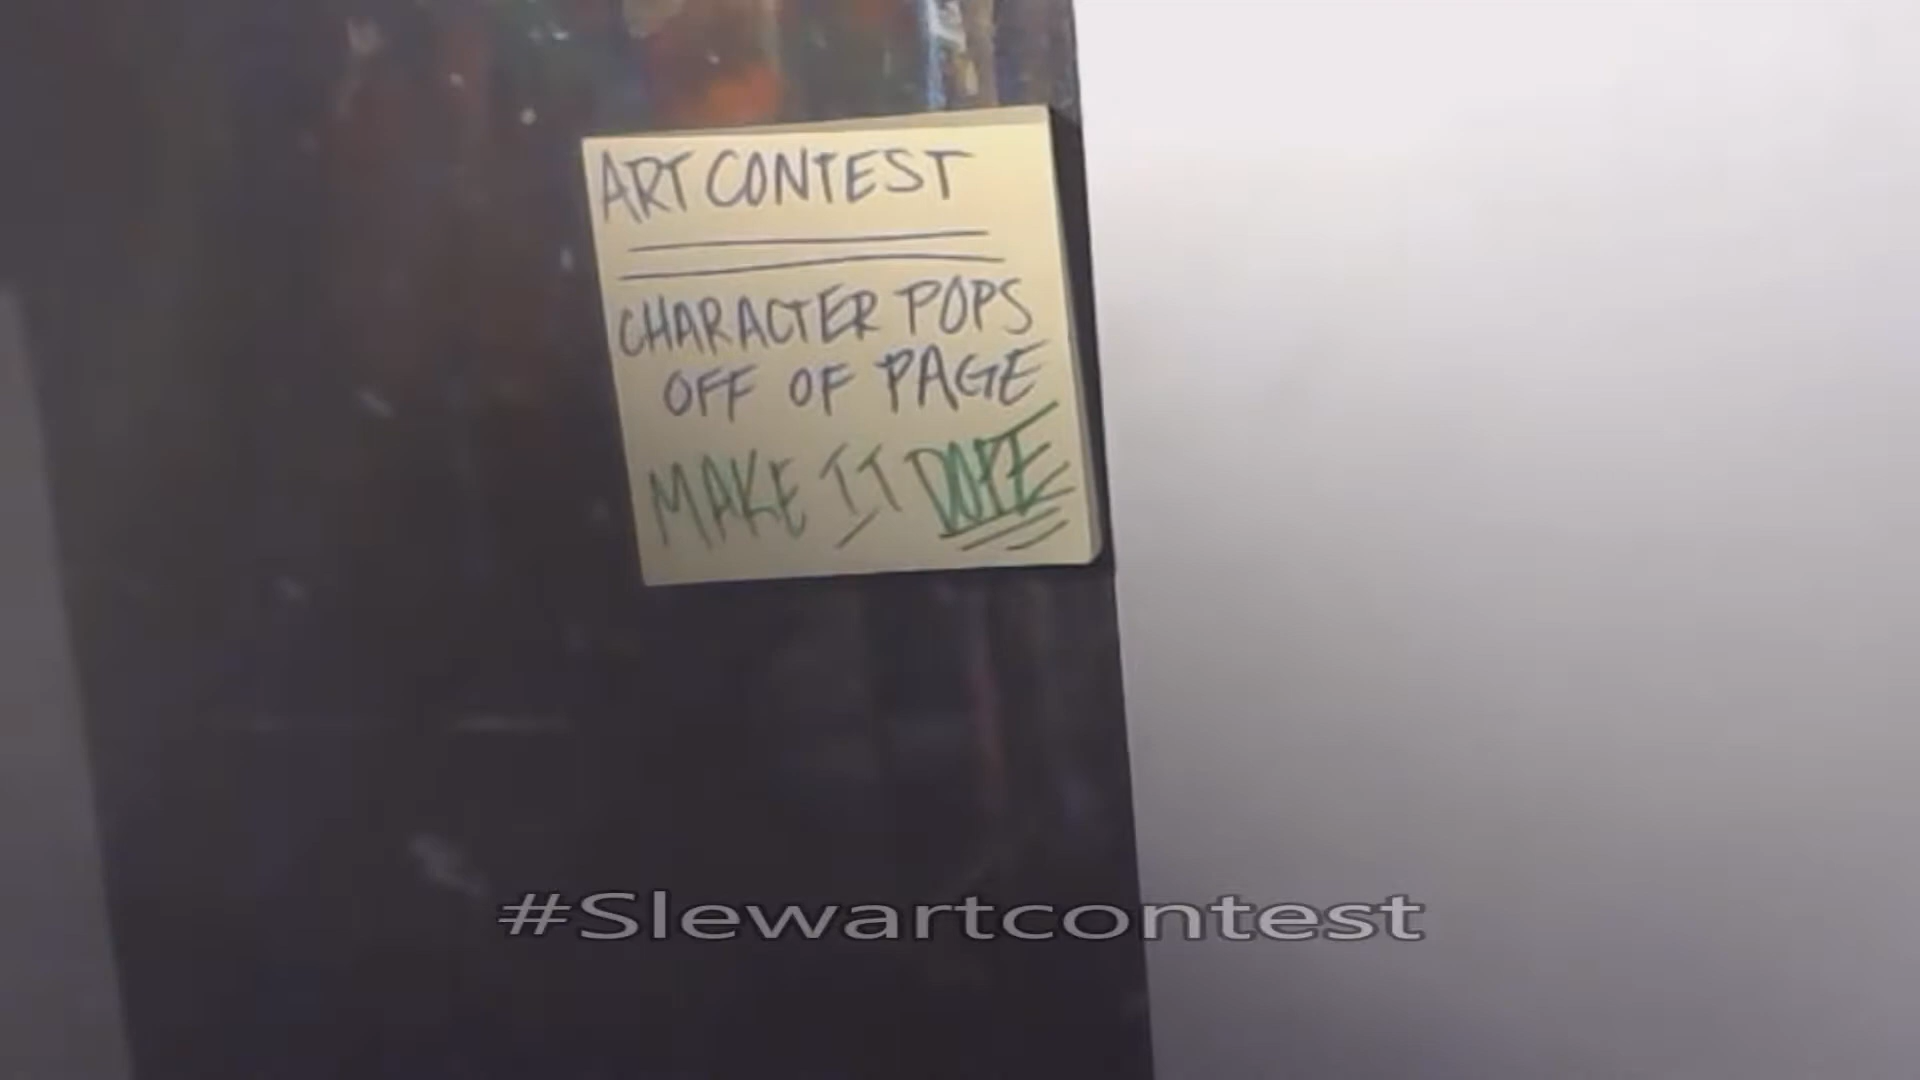 ART CONTEST
CHARACTER POPS
OFF OF PAGE
MAKE IT DOPE
#Slewartcontest